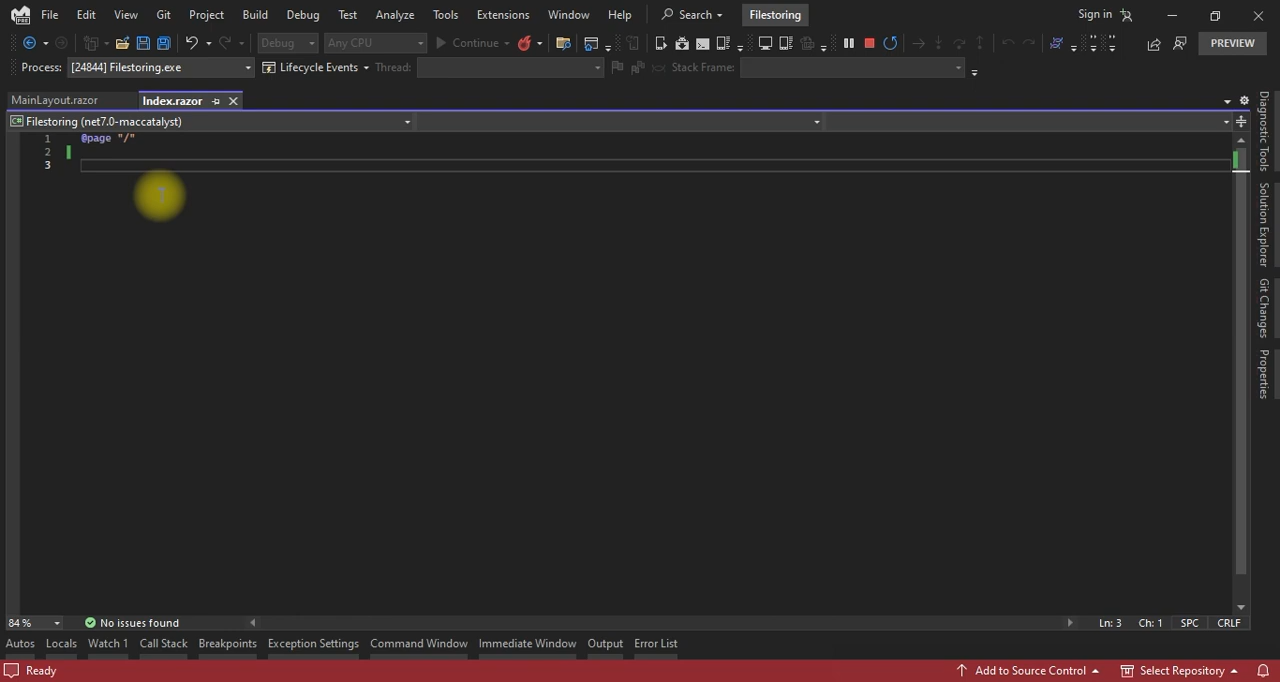 File Edit View Git Project Build Debug Test Analyze Tools Extensions Window Help Search Filestoring Sign in
Debug Any CPU Continue PREVIEW
Process: [24844] Filestoring.exe Lifecycle Events Thread: Stack Frame:
MainLayout.razor Index.razor
C# Filestoring (net7.0-maccatalyst)
1 @page "/"
2
3
Diagnostic Tools
Solution Explorer
Git Changes
Properties
84 % No issues found Ln: 3 Ch: 1 SPC CRLF
Autos Locals Watch 1 Call Stack Breakpoints Exception Settings Command Window Immediate Window Output Error List
Ready Add to Source Control Select Repository